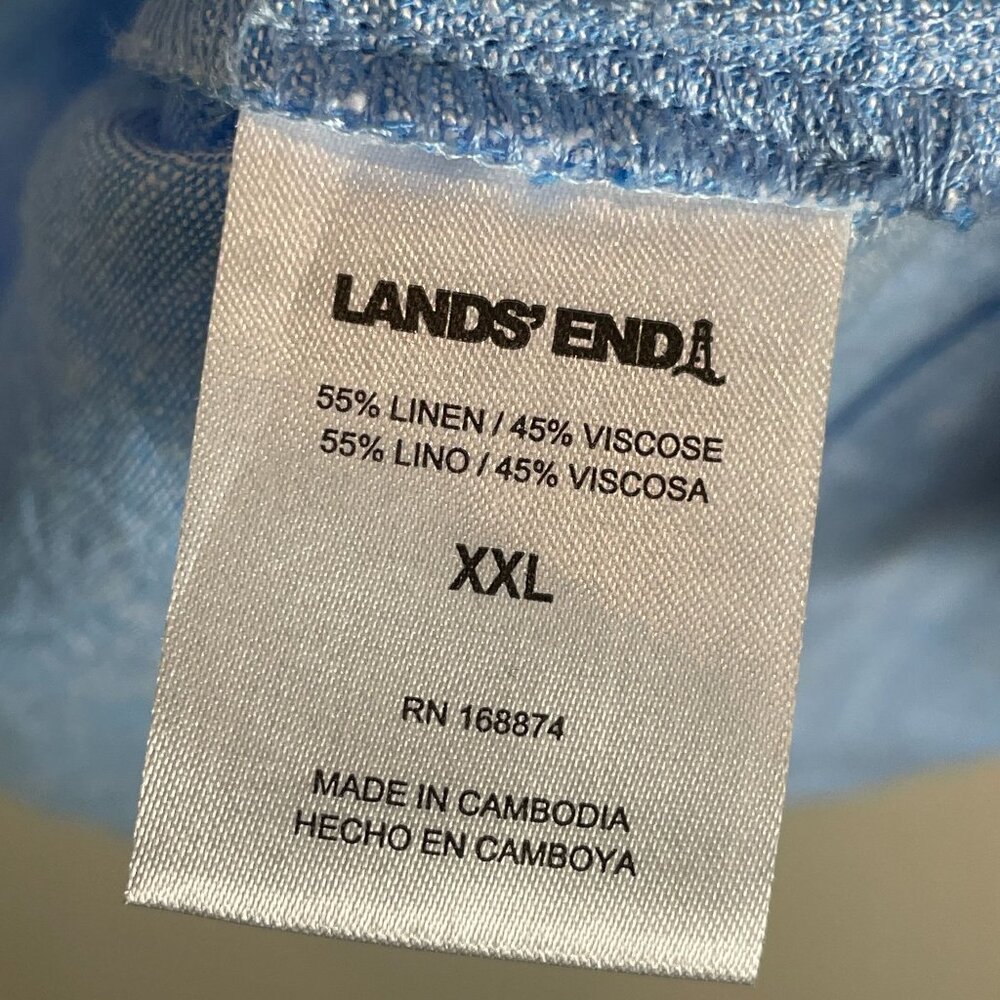 LANDS' END
55% LINEN / 45% VISCOSE
55% LINO / 45% VISCOSA
XXL
RN 168874
MADE IN CAMBODIA
HECHO EN CAMBOYA